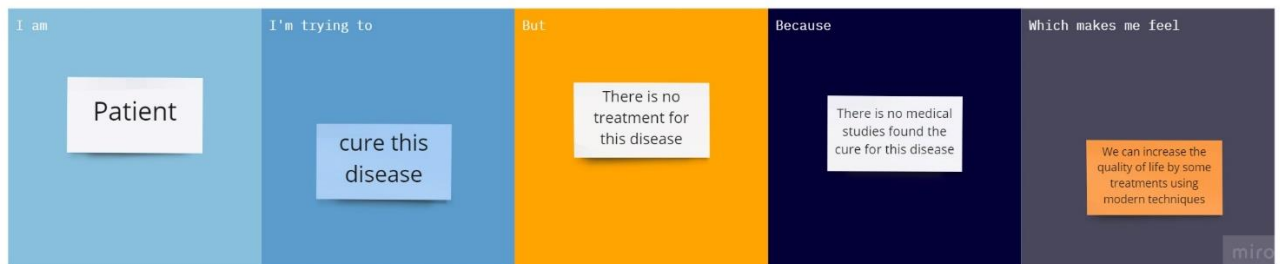 I am
Patient
I'm trying to
cure this
disease
But
There is no
treatment for
this disease
Because
There is no medical
studies found the
cure for this disease
Which makes me feel
We can increase the
quality of life by some
treatments using
modern techniques
miro